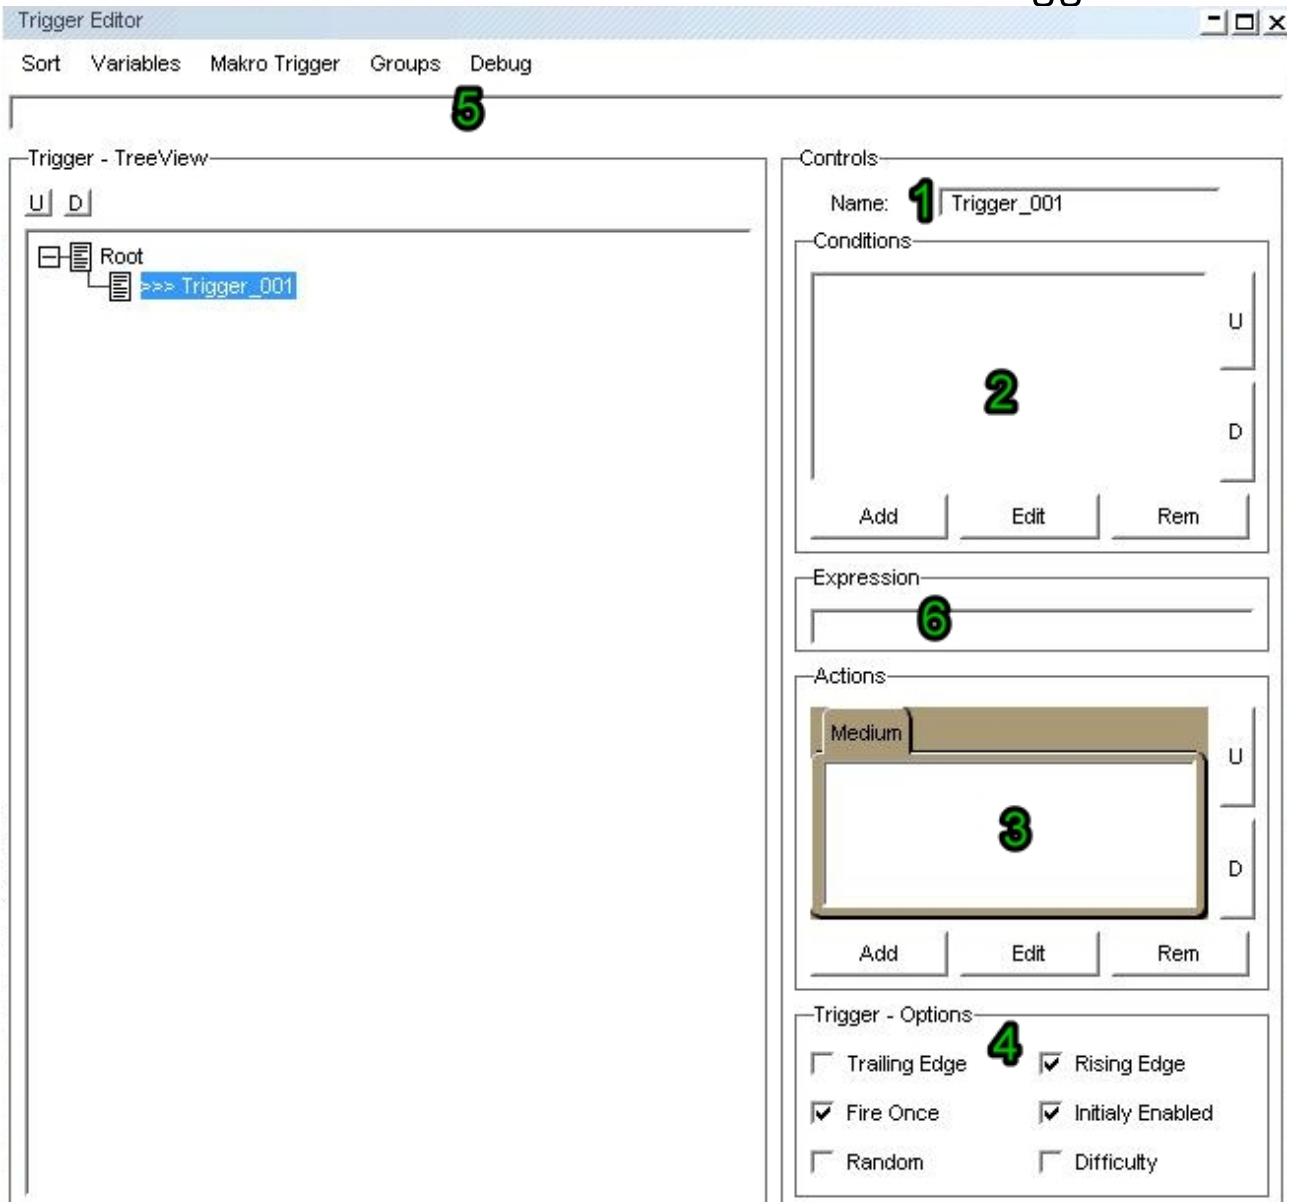 Trigger Editor
Sort Variables Makro Trigger Groups Debug
5
Trigger - TreeView
U D
Root
>>> Trigger_001
Controls
Name: 1 Trigger_001
Conditions
U
2
D
Add Edit Rem
Expression
6
Actions
Medium
U
3
D
Add Edit Rem
Trigger - Options
4
Trailing Edge Rising Edge
Fire Once Initialy Enabled
Random Difficulty